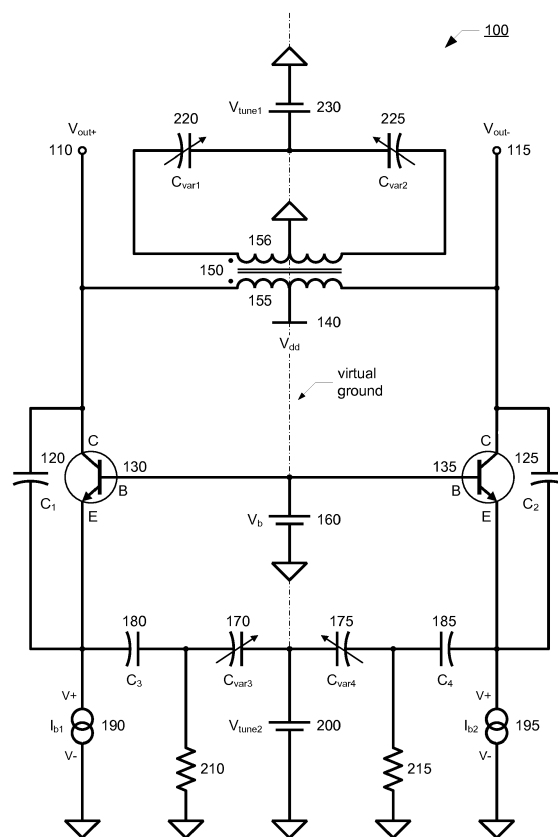 100
220
Vtune1
230
225
Vout+
110
Vout-
115
Cvar1
Cvar2
156
150
155
140
Vdd
virtual
ground
120
C
130
135
C
125
B
B
C1
E
Vb
160
E
C2
180
170
175
185
C3
Cvar3
Cvar4
C4
V+
V+
Ib1
190
Vtune2
200
Ib2
195
V-
V-
210
215